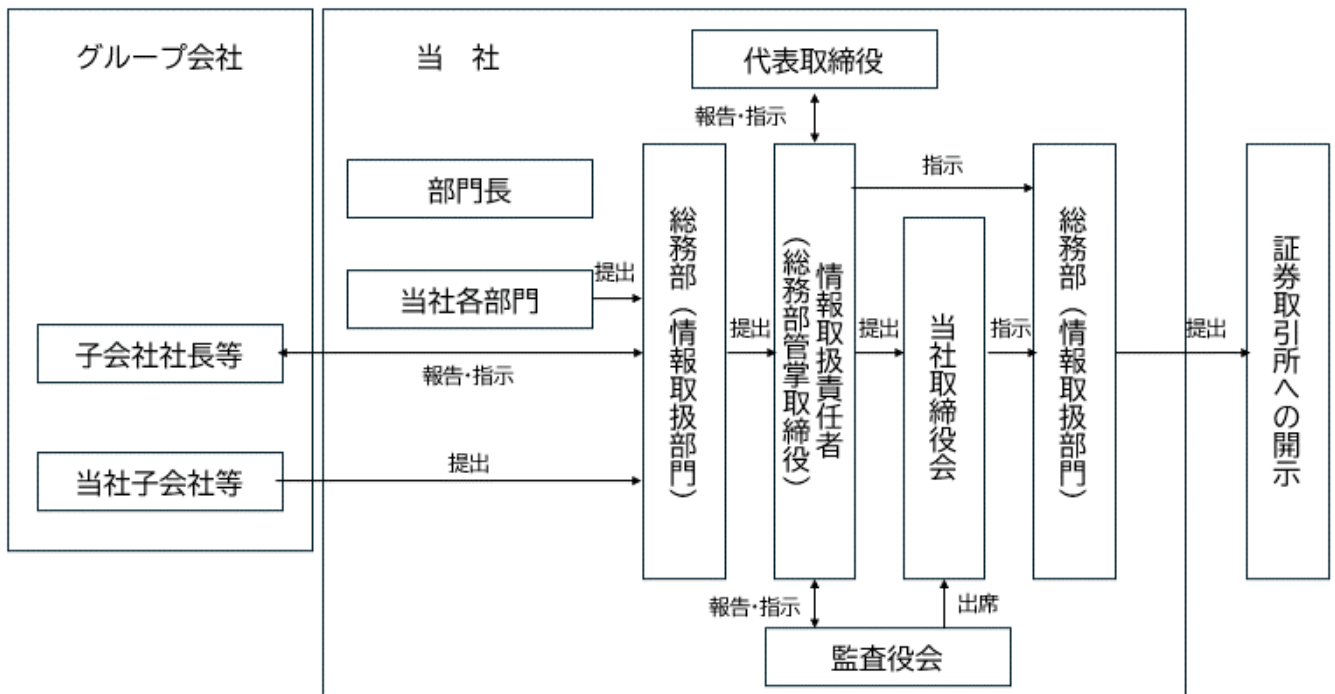 グループ会社
当 社
代表取締役
報告・指示
部門長
当社各部門
提出
子会社社長等
報告・指示
当社子会社等
提出
総務部（情報取扱部門）
提出
情報取扱責任者
（総務部管掌取締役）
提出
指示
当社取締役会
指示
総務部（情報取扱部門）
提出
証券取引所への開示
報告・指示
出席
監査役会